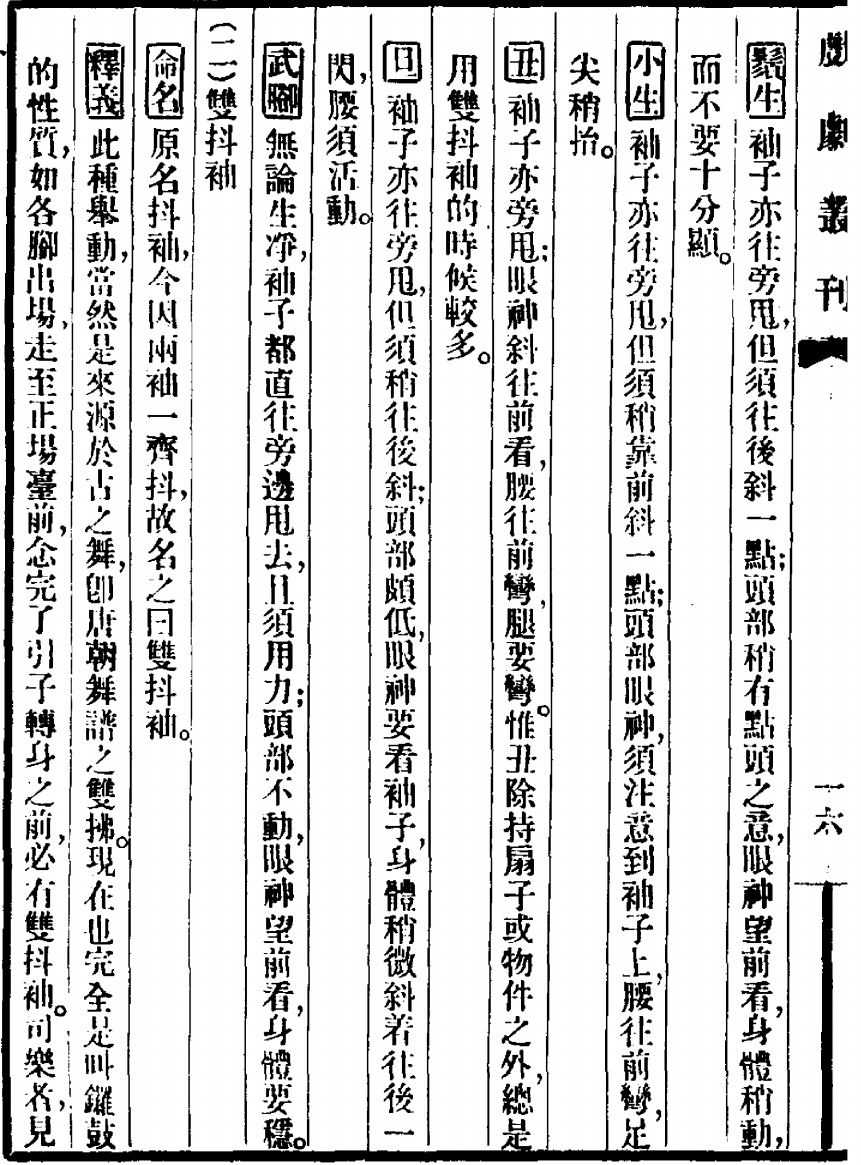 戲劇叢刊
一六
鬚生 袖子亦往旁甩,但須往後斜一點;頭部稍有點頭之意,眼神望前看,身體稍動,
而不要十分顯。
小生 袖子亦往旁甩,但須稍靠前斜一點;頭部眼神,須注意到袖子上,腰往前彎,足
尖稍抬。
丑 袖子亦旁甩;眼神斜往前看,腰往前彎,腿要彎。惟丑除持扇子或物件之外,總是
用雙抖袖的時候較多。
旦 袖子亦往旁甩,但須稍往後斜;頭部頗低,眼神要看袖子,身體稍微斜着往後一
閃,腰須活動。
武腳 無論生凈,袖子都直往旁邊甩去,且須用力;頭部不動,眼神望前看,身體要穩。
(二)雙抖袖
命名 原名抖袖,今因兩袖一齊抖,故名之曰雙抖袖。
釋義 此種舉動,當然是來源於古之舞,卽唐朝舞譜之雙拂。現在也完全是叫鑼鼓
的性質,如各腳出場,走至正場臺前,念完了引子轉身之前,必有雙抖袖。司樂者,見